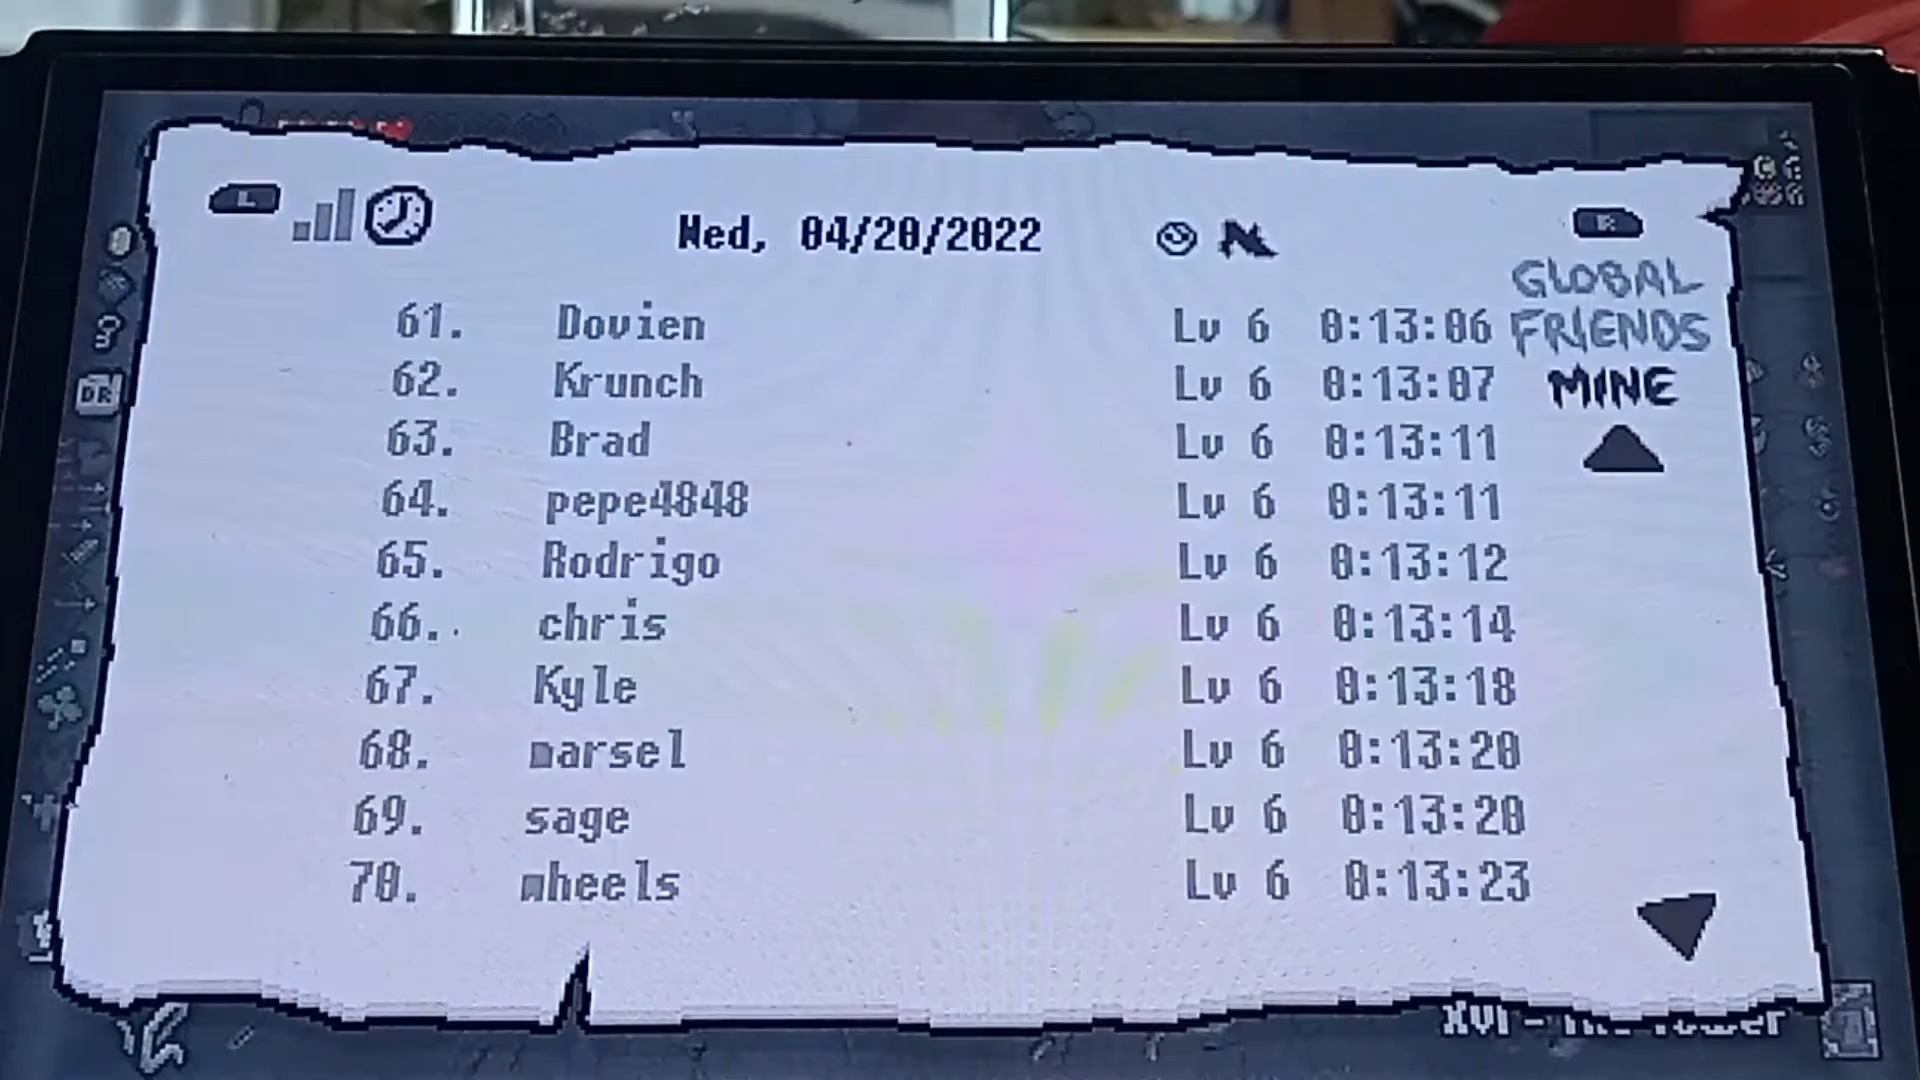 L
Wed, 04/20/2022
R
GLOBAL
FRIENDS
MINE
61. Dovien Lv 6 0:13:06
62. Krunch Lv 6 0:13:07
63. Brad Lv 6 0:13:11
64. pepe4848 Lv 6 0:13:11
65. Rodrigo Lv 6 0:13:12
66. chris Lv 6 0:13:14
67. Kyle Lv 6 0:13:18
68. marsel Lv 6 0:13:20
69. sage Lv 6 0:13:20
70. wheels Lv 6 0:13:23
DR
XVI - The Tower